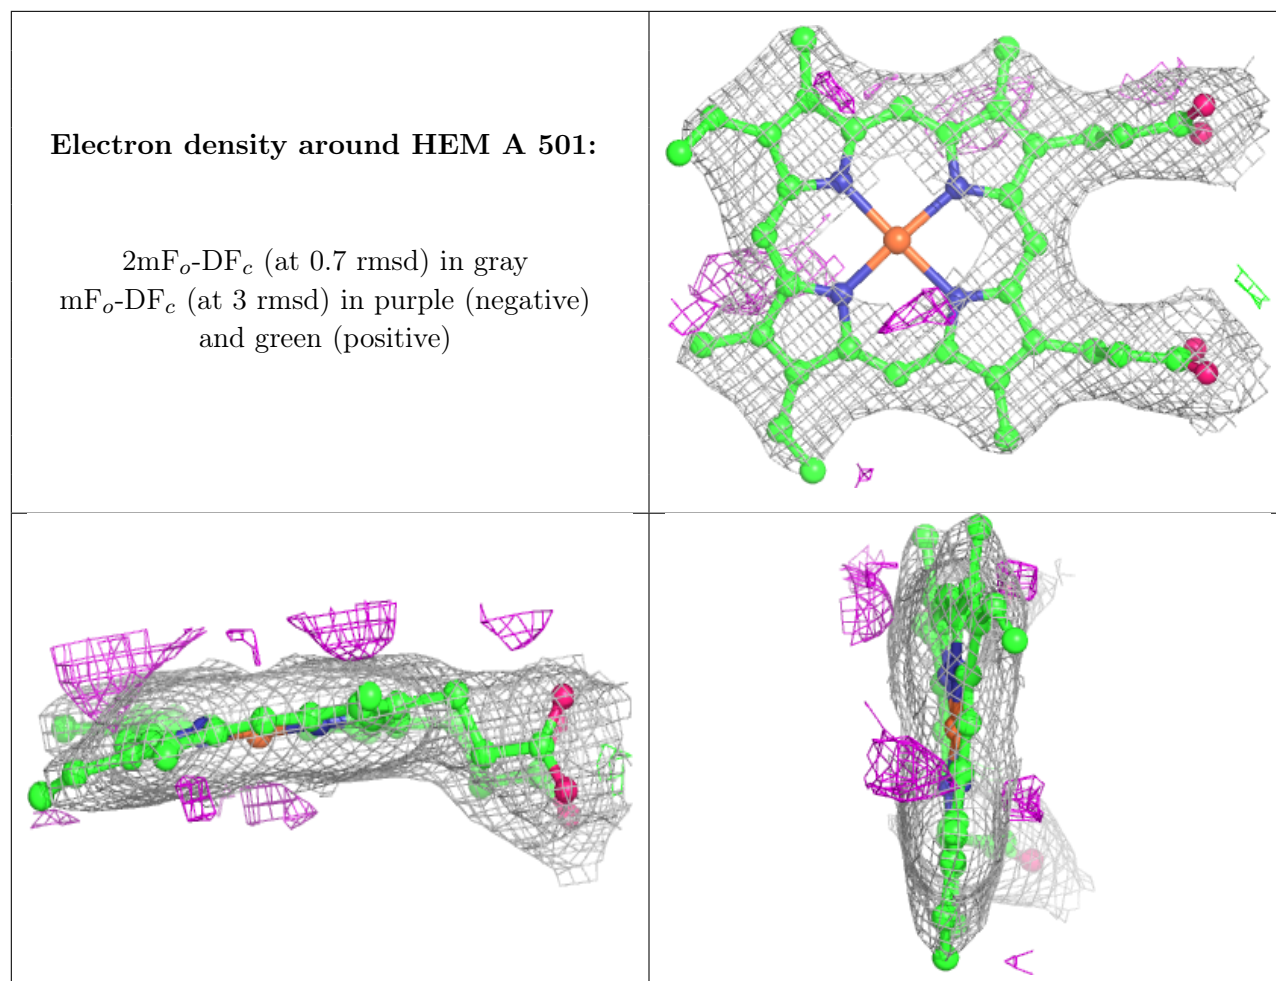 Electron density around HEM A 501:
2mFₒ-DF𝒸 (at 0.7 rmsd) in gray
mFₒ-DF𝒸 (at 3 rmsd) in purple (negative)
and green (positive)